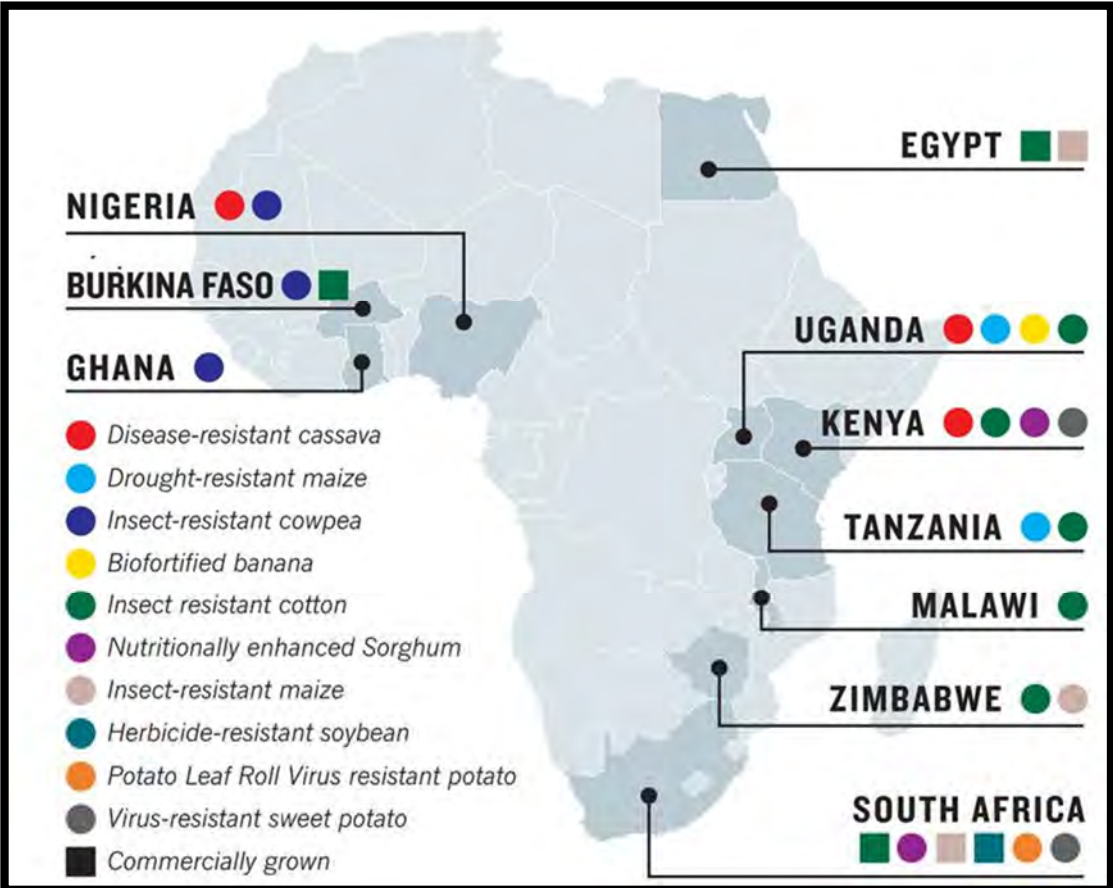 EGYPT
NIGERIA
BURKINA FASO
UGANDA
GHANA
KENYA
TANZANIA
MALAWI
ZIMBABWE
SOUTH AFRICA
Disease-resistant cassava
Drought-resistant maize
Insect-resistant cowpea
Biofortified banana
Insect resistant cotton
Nutritionally enhanced Sorghum
Insect-resistant maize
Herbicide-resistant soybean
Potato Leaf Roll Virus resistant potato
Virus-resistant sweet potato
Commercially grown